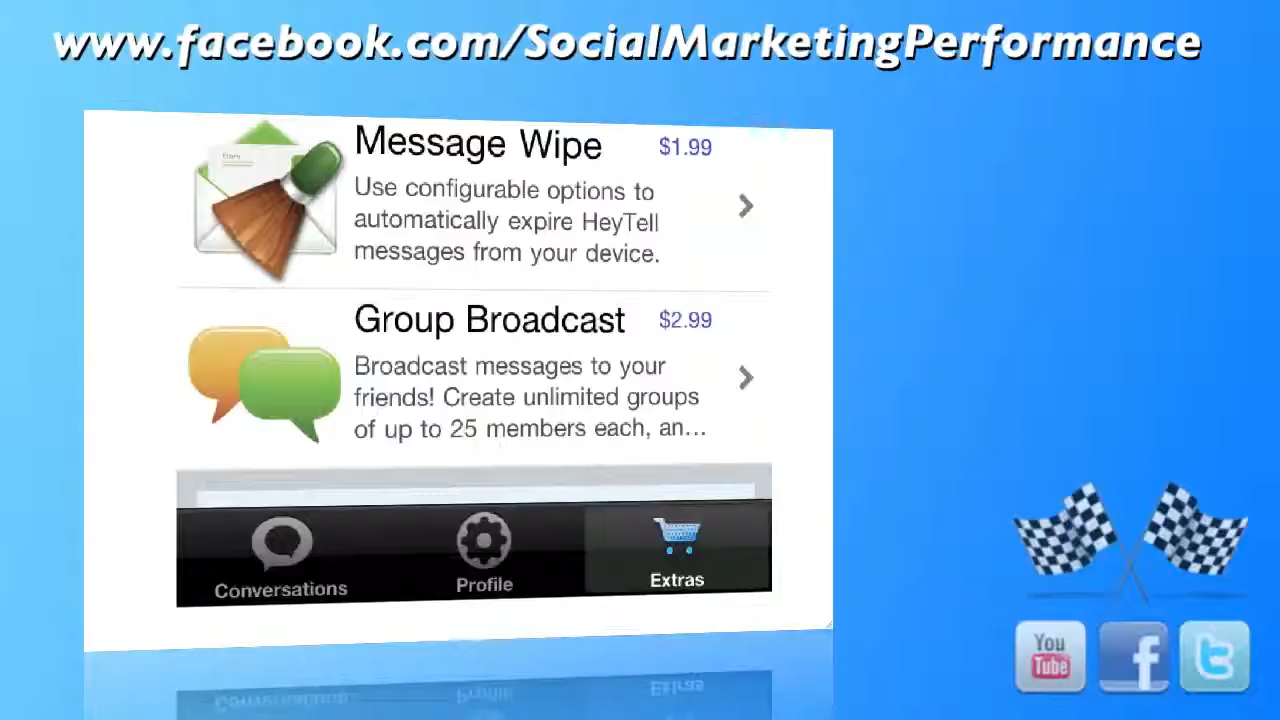 www.facebook.com/SocialMarketingPerformance
Message Wipe $1.99
Use configurable options to
automatically expire HeyTell
messages from your device.
Group Broadcast $2.99
Broadcast messages to your
friends! Create unlimited groups
of up to 25 members each, an...
Conversations Profile Extras
You
Tube